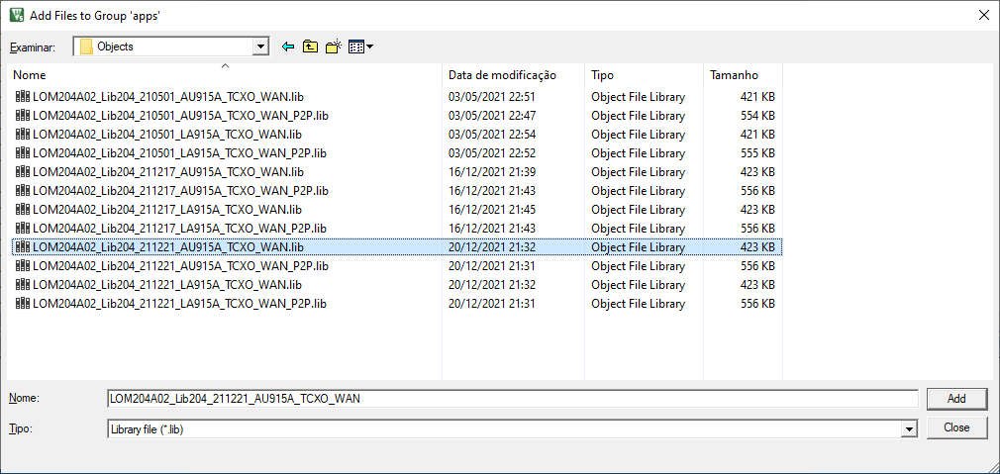 Add Files to Group 'apps'
Examinar: Objects
Nome Data de modificação Tipo Tamanho
LOM204A02_Lib204_210501_AU915A_TCXO_WAN.lib 03/05/2021 22:51 Object File Library 421 KB
LOM204A02_Lib204_210501_AU915A_TCXO_WAN_P2P.lib 03/05/2021 22:47 Object File Library 554 KB
LOM204A02_Lib204_210501_LA915A_TCXO_WAN.lib 03/05/2021 22:54 Object File Library 421 KB
LOM204A02_Lib204_210501_LA915A_TCXO_WAN_P2P.lib 03/05/2021 22:52 Object File Library 555 KB
LOM204A02_Lib204_211217_AU915A_TCXO_WAN.lib 16/12/2021 21:39 Object File Library 423 KB
LOM204A02_Lib204_211217_AU915A_TCXO_WAN_P2P.lib 16/12/2021 21:43 Object File Library 556 KB
LOM204A02_Lib204_211217_LA915A_TCXO_WAN.lib 16/12/2021 21:45 Object File Library 423 KB
LOM204A02_Lib204_211217_LA915A_TCXO_WAN_P2P.lib 16/12/2021 21:43 Object File Library 556 KB
LOM204A02_Lib204_211221_AU915A_TCXO_WAN.lib 20/12/2021 21:32 Object File Library 423 KB
LOM204A02_Lib204_211221_AU915A_TCXO_WAN_P2P.lib 20/12/2021 21:31 Object File Library 556 KB
LOM204A02_Lib204_211221_LA915A_TCXO_WAN.lib 20/12/2021 21:32 Object File Library 423 KB
LOM204A02_Lib204_211221_LA915A_TCXO_WAN_P2P.lib 20/12/2021 21:31 Object File Library 556 KB
Nome: LOM204A02_Lib204_211221_AU915A_TCXO_WAN Add
Tipo: Library file (*.lib) Close